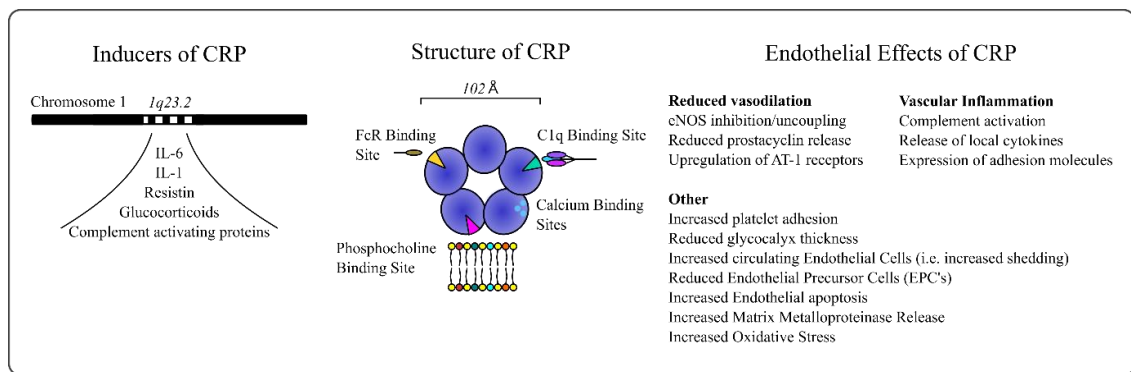 Inducers of CRP
Chromosome 1
1q23.2
IL-6
IL-1
Resistin
Glucocorticoids
Complement activating proteins
Structure of CRP
102 Å
FcR Binding
Site
C1q Binding Site
Calcium Binding
Sites
Phosphocholine
Binding Site
Endothelial Effects of CRP
Reduced vasodilation
eNOS inhibition/uncoupling
Reduced prostacyclin release
Upregulation of AT-1 receptors
Vascular Inflammation
Complement activation
Release of local cytokines
Expression of adhesion molecules
Other
Increased platelet adhesion
Reduced glycocalyx thickness
Increased circulating Endothelial Cells (i.e. increased shedding)
Reduced Endothelial Precursor Cells (EPC's)
Increased Endothelial apoptosis
Increased Matrix Metalloproteinase Release
Increased Oxidative Stress